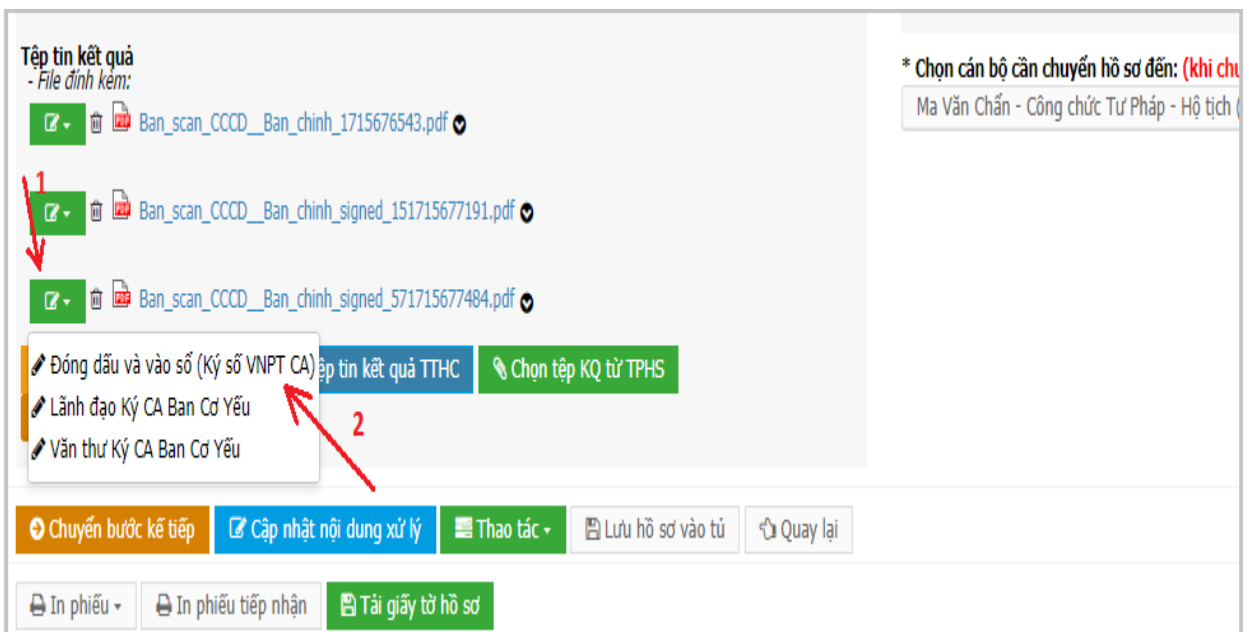 Tệp tin kết quả
- File đính kèm:
Ban_scan_CCCD__Ban_chinh_1715676543.pdf
1
Ban_scan_CCCD__Ban_chinh_signed_151715677191.pdf
Ban_scan_CCCD__Ban_chinh_signed_571715677484.pdf
Đóng dấu và vào sổ (Ký số VNPT CA)
Lãnh đạo Ký CA Ban Cơ Yếu
Văn thư Ký CA Ban Cơ Yếu
tin kết quả TTHC
Chọn tệp KQ từ TPHS
2
* Chọn cán bộ cần chuyển hồ sơ đến: (khi
Ma Văn Chẩn - Công chức Tư Pháp - Hộ tịch (
Chuyển bước kế tiếp
Cập nhật nội dung xử lý
Thao tác
Lưu hồ sơ vào tủ
Quay lại
In phiếu
In phiếu tiếp nhận
Tải giấy tờ hồ sơ